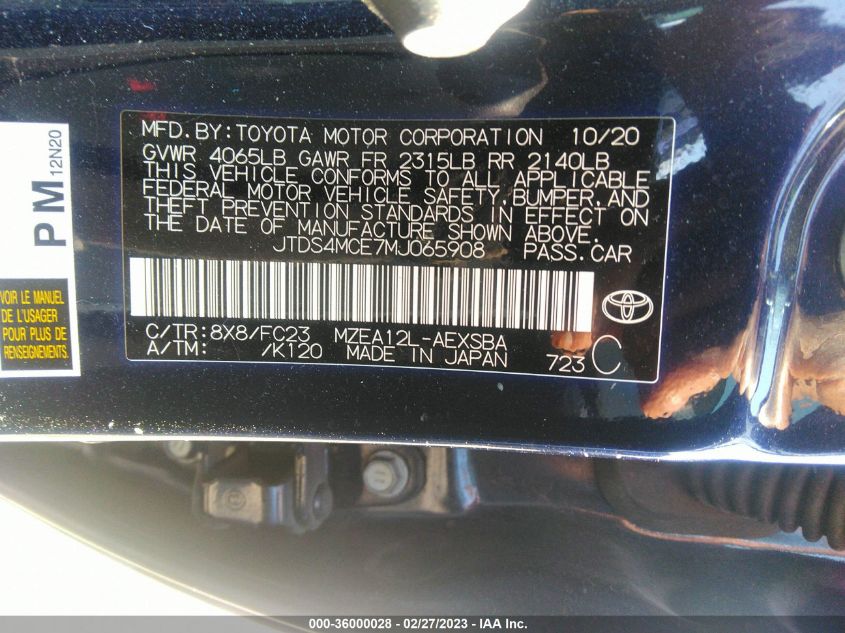 MFD. BY: TOYOTA MOTOR CORPORATION 10/20
GVWR 4065LB GAWR FR 2315LB RR 2140LB
THIS VEHICLE CONFORMS TO ALL APPLICABLE
FEDERAL MOTOR VEHICLE SAFETY, BUMPER, AND
THEFT PREVENTION STANDARDS IN EFFECT ON
THE DATE OF MANUFACTURE SHOWN ABOVE.
JTDS4MCE7MJ065908 PASS. CAR
C/TR: 8X8/FC23 MZEA12L-AEXSBA
A/TM: /K120 MADE IN JAPAN 723 C
PM 12N20
VOIR LE MANUEL
DE L'USAGER
POUR PLUS DE
RENSEIGNEMENTS
000-36000028 - 02/27/2023 - IAA Inc.